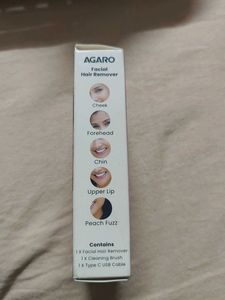 AGARO
Facial
Hair Remover
Cheek
Forehead
Chin
Upper Lip
Peach Fuzz
Contains
1 X Facial Hair Remover
1 X Cleaning Brush
1 X Type C USB Cable